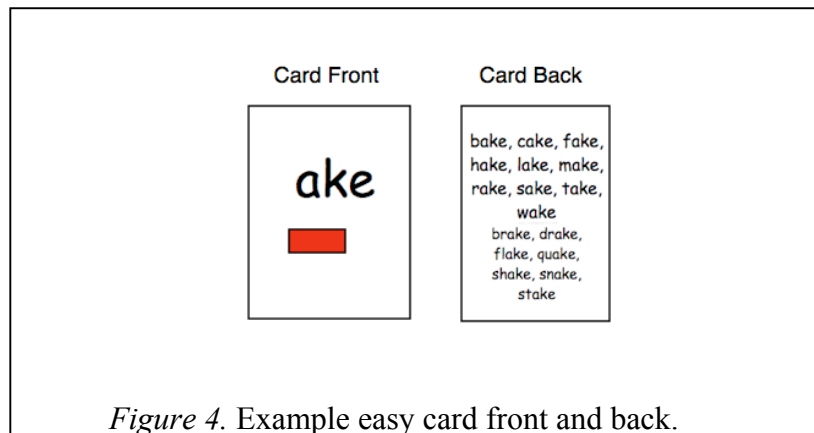 Card Front
Card Back
ake
bake, cake, fake,
hake, lake, make,
rake, sake, take,
wake
brake, drake,
flake, quake,
shake, snake,
stake
Figure 4. Example easy card front and back.